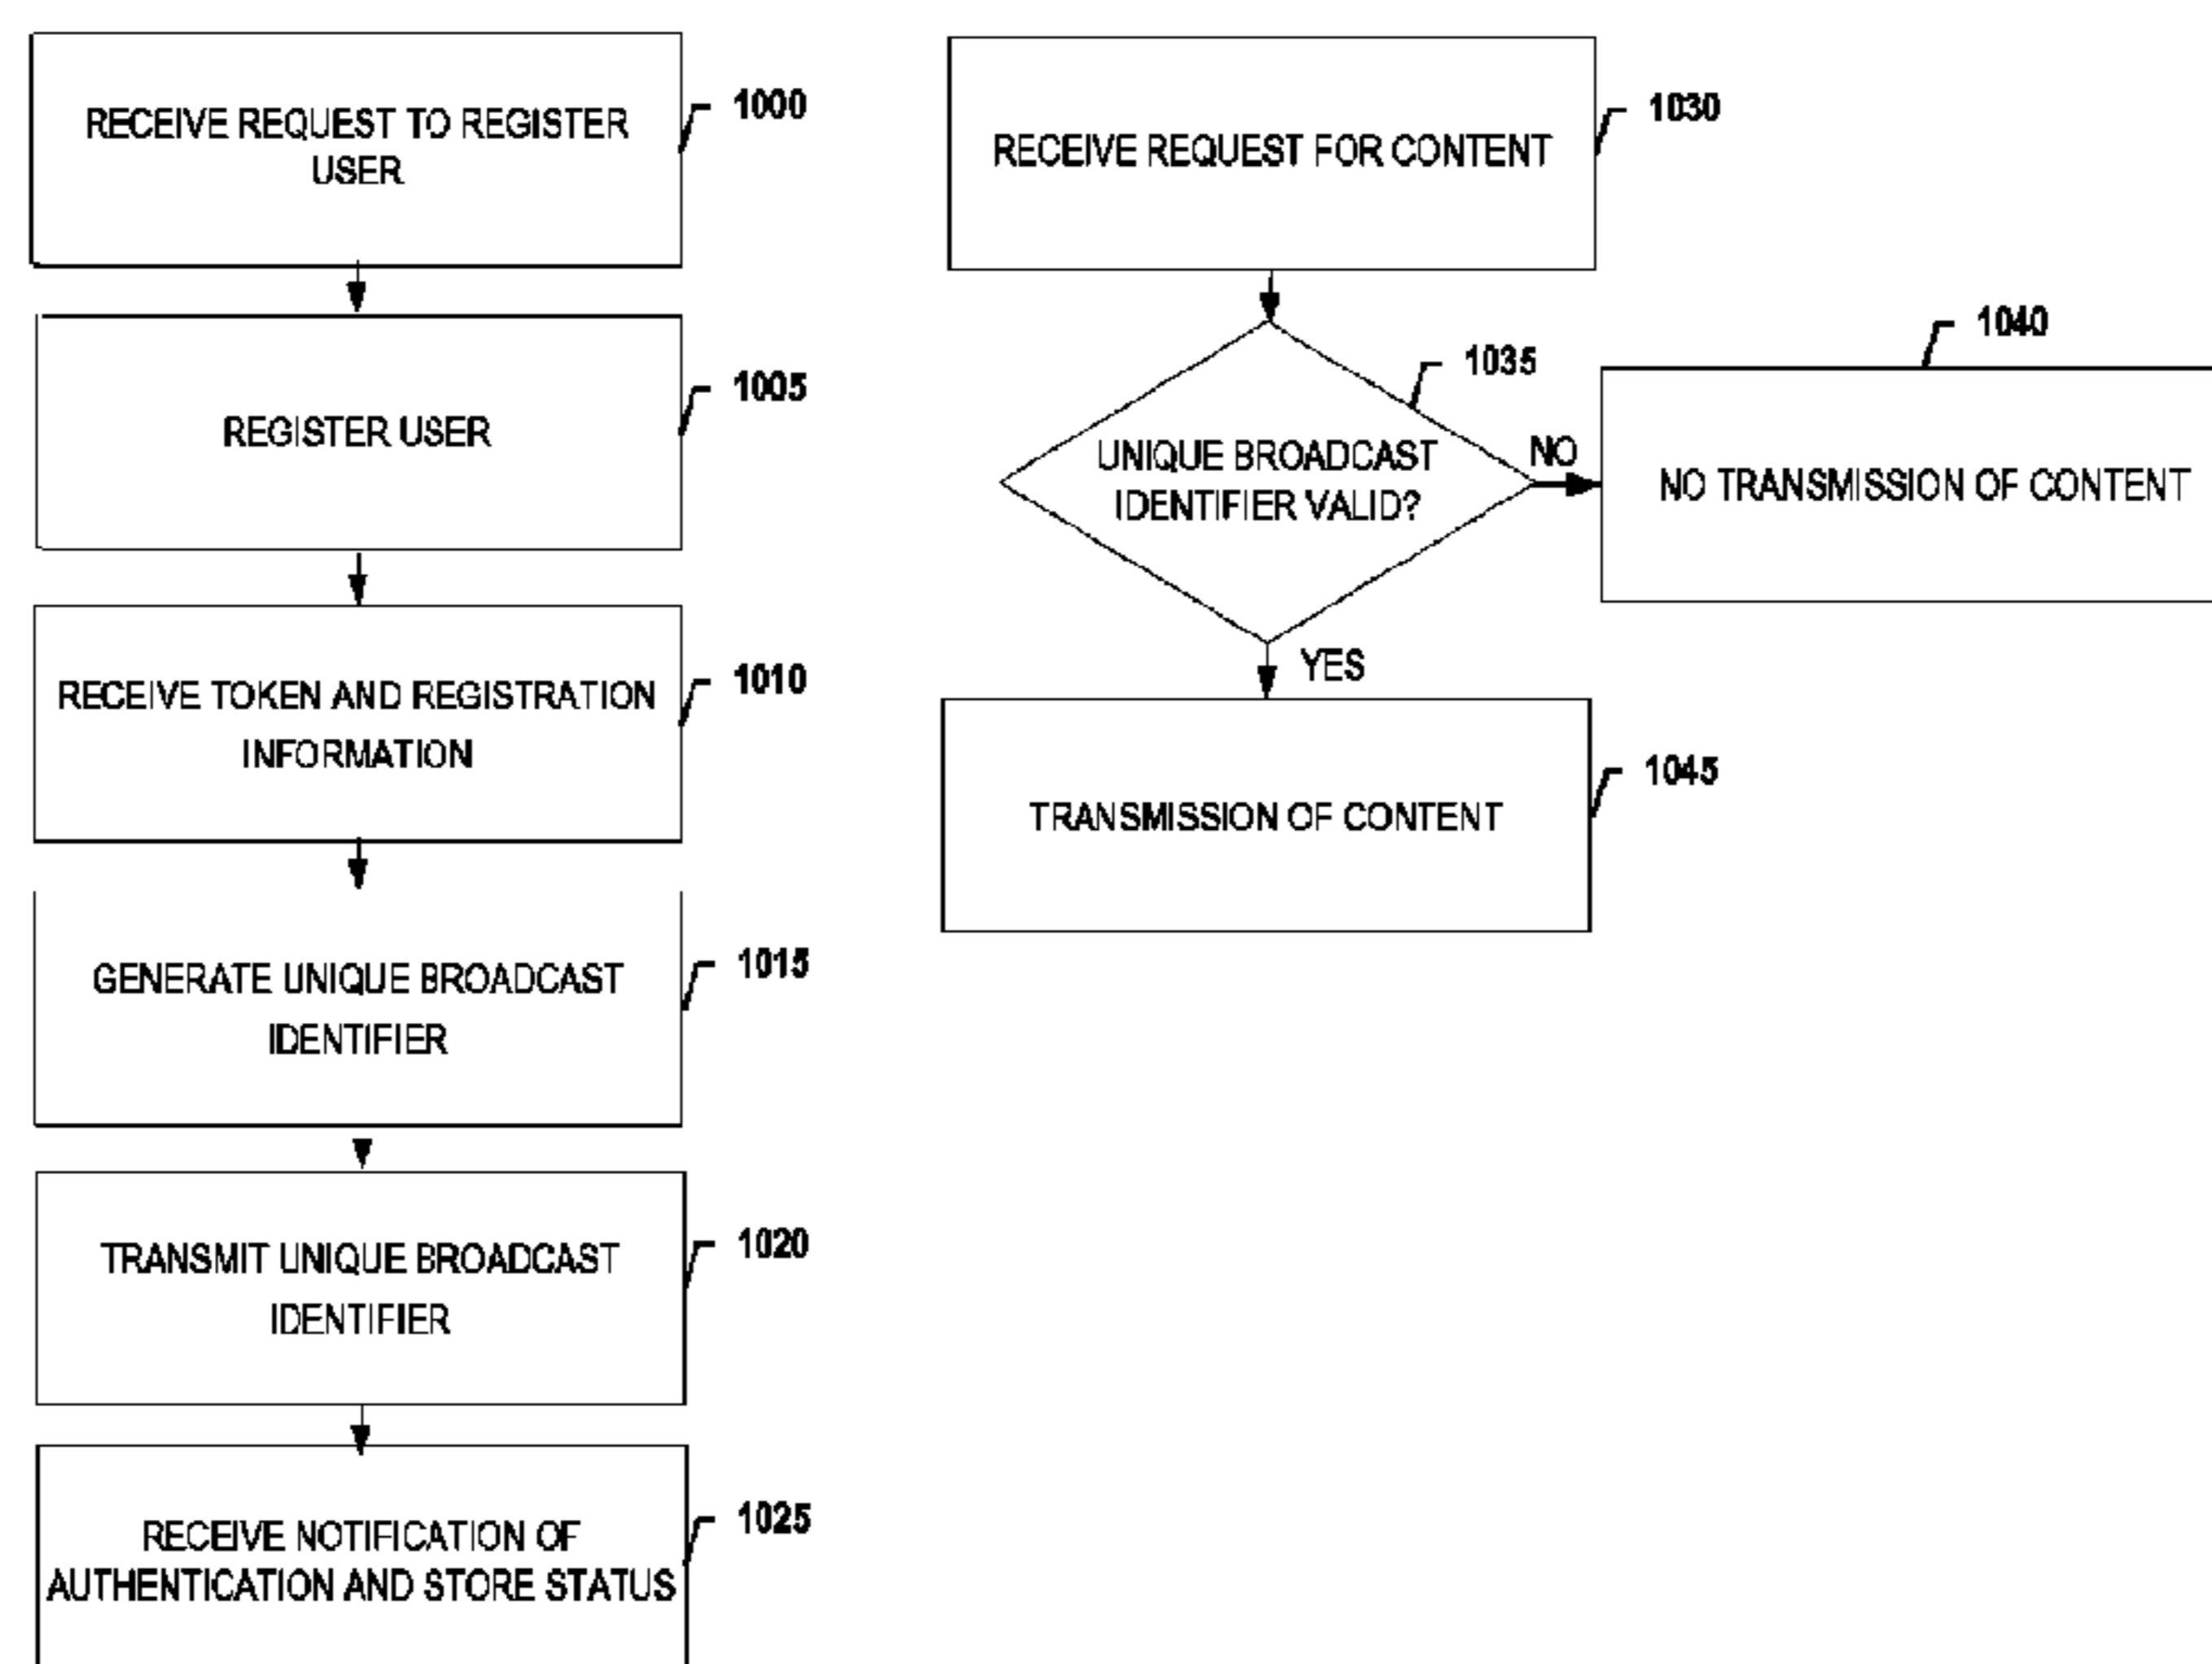 RECEIVE REQUEST TO REGISTER
USER
1000
REGISTER USER
1005
RECEIVE TOKEN AND REGISTRATION
INFORMATION
1010
GENERATE UNIQUE BROADCAST
IDENTIFIER
1015
TRANSMIT UNIQUE BROADCAST
IDENTIFIER
1020
RECEIVE NOTIFICATION OF
AUTHENTICATION AND STORE STATUS
1025
RECEIVE REQUEST FOR CONTENT
1030
UNIQUE BROADCAST
IDENTIFIER VALID?
1035
NO
NO TRANSMISSION OF CONTENT
1040
YES
TRANSMISSION OF CONTENT
1045